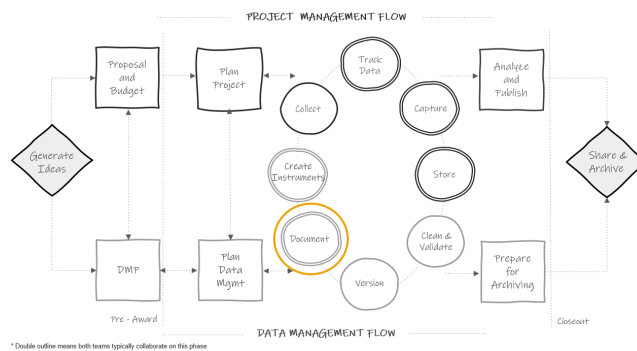 PROJECT MANAGEMENT FLOW
Proposal
and
Budget
Plan
Project
Track
Data
Analyze
and
Publish
Collect
Capture
Generate
Ideas
Create
Instruments
Store
Share &
Archive
Document
Clean &
Validate
DMP
Plan
Data
Mgmt
Version
Prepare
for
Archiving
Pre - Award
Closeout
DATA MANAGEMENT FLOW
* Double outline means both teams typically collaborate on this phase